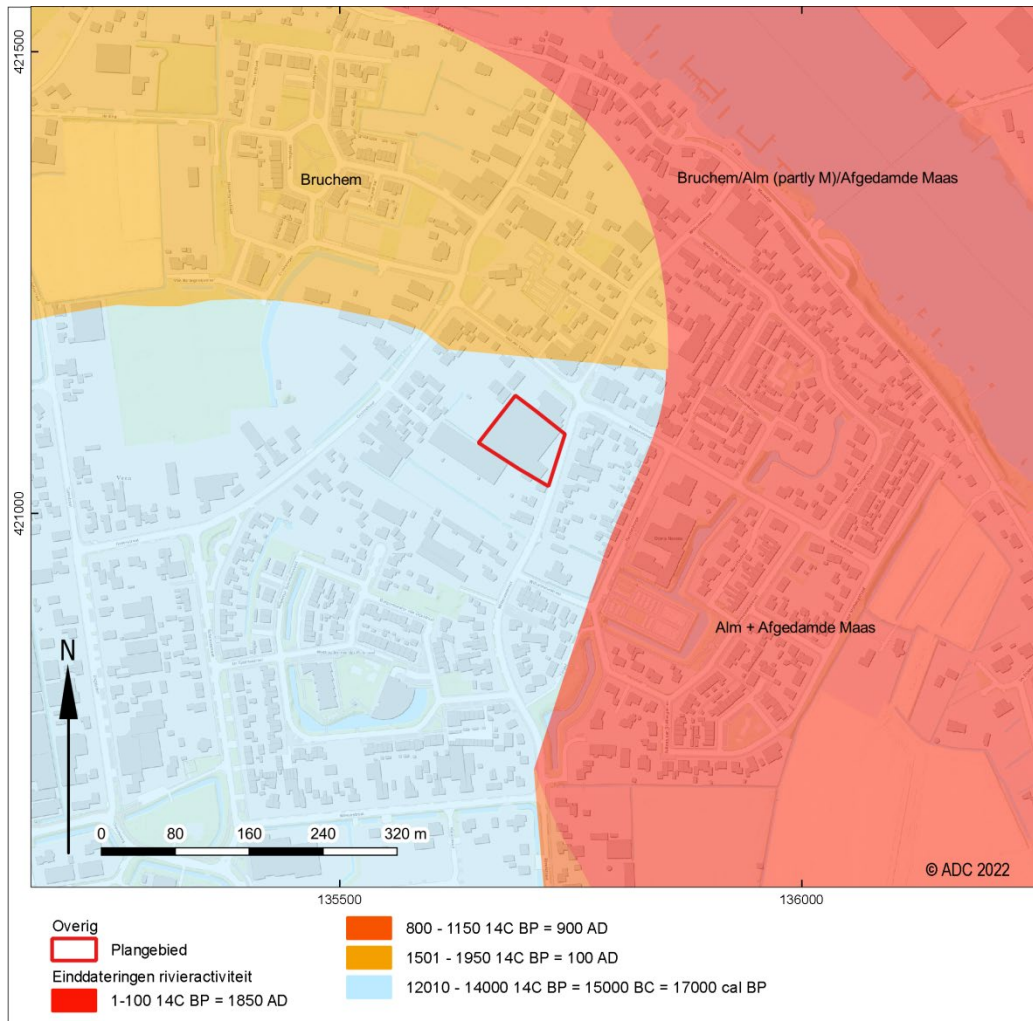 421500
Bruchem
Bruchem/Alm (partly M)/Afgedamde Maas
421000
Alm + Afgedamde Maas
N
0 80 160 240 320 m
© ADC 2022
135500
136000
Overig
Plangebied
Einddateringen rivieractiviteit
1-100 14C BP = 1850 AD
800 - 1150 14C BP = 900 AD
1501 - 1950 14C BP = 100 AD
12010 - 14000 14C BP = 15000 BC = 17000 cal BP